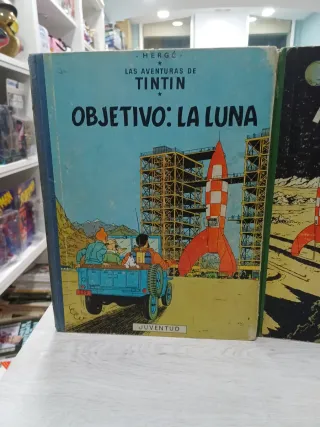 HERGÉ
LAS AVENTURAS DE
TINTIN
OBJETIVO: LA LUNA
JUVENTUD